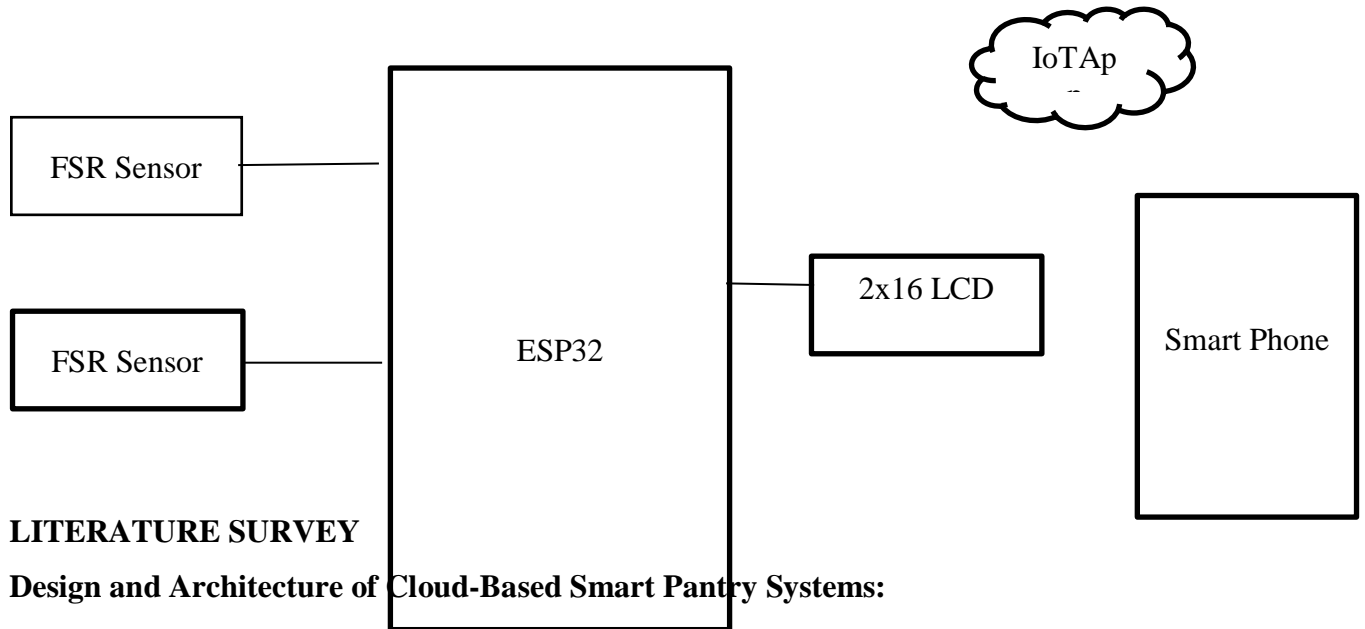 IoTAp
FSR Sensor
2x16 LCD
FSR Sensor
ESP32
Smart Phone
LITERATURE SURVEY
Design and Architecture of Cloud-Based Smart Pantry Systems: